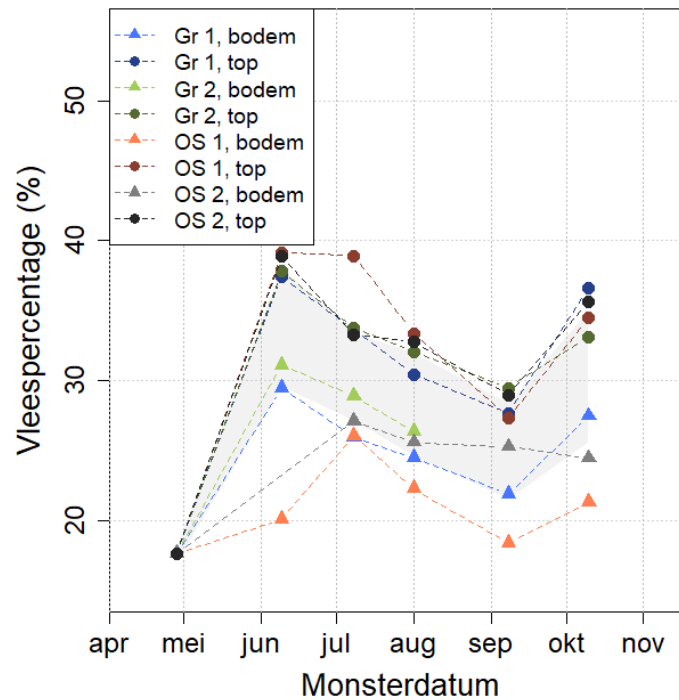 Gr 1, bodem
Gr 1, top
Gr 2, bodem
Gr 2, top
OS 1, bodem
OS 1, top
OS 2, bodem
OS 2, top
Vleespercentage (%)
50
40
30
20
apr mei jun jul aug sep okt nov
Monsterdatum